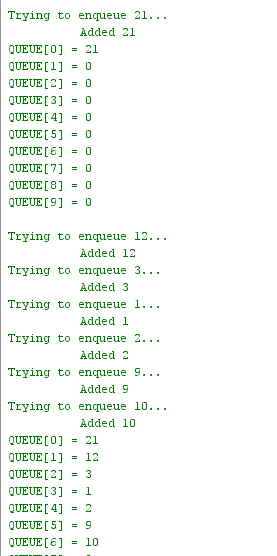 Trying to enqueue 21...
Added 21
QUEUE[0] = 21
QUEUE[1] = 0
QUEUE[2] = 0
QUEUE[3] = 0
QUEUE[4] = 0
QUEUE[5] = 0
QUEUE[6] = 0
QUEUE[7] = 0
QUEUE[8] = 0
QUEUE[9] = 0
Trying to enqueue 12...
Added 12
Trying to enqueue 3...
Added 3
Trying to enqueue 1...
Added 1
Trying to enqueue 2...
Added 2
Trying to enqueue 9...
Added 9
Trying to enqueue 10...
Added 10
QUEUE[0] = 21
QUEUE[1] = 12
QUEUE[2] = 3
QUEUE[3] = 1
QUEUE[4] = 2
QUEUE[5] = 9
QUEUE[6] = 10